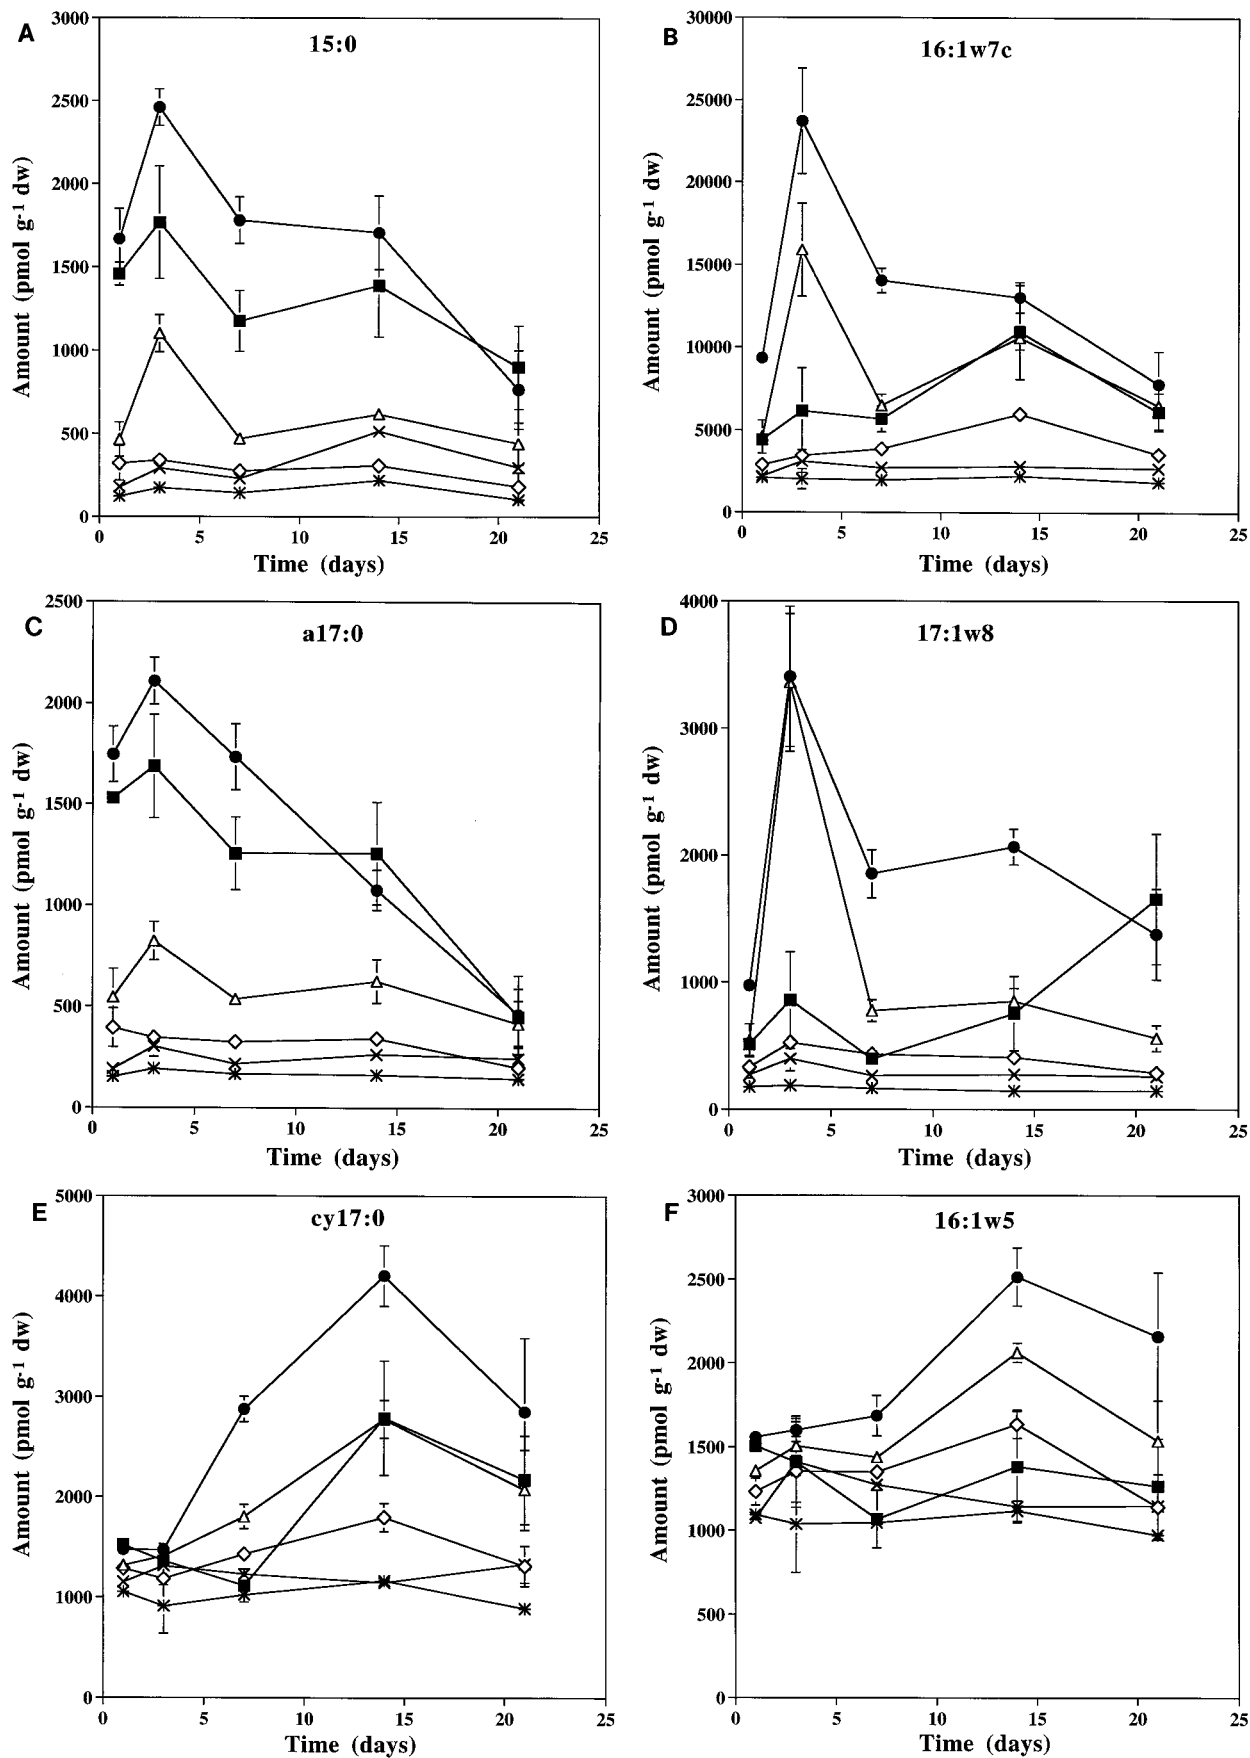 A
15:0
3000
2500
2000
1500
1000
500
0
Amount (pmol g-1 dw)
0 5 10 15 20 25
Time (days)
B
16:1w7c
30000
25000
20000
15000
10000
5000
0
Amount (pmol g-1 dw)
0 5 10 15 20 25
Time (days)
C
a17:0
2500
2000
1500
1000
500
0
Amount (pmol g-1 dw)
0 5 10 15 20 25
Time (days)
D
17:1w8
4000
3000
2000
1000
0
Amount (pmol g-1 dw)
0 5 10 15 20 25
Time (days)
E
cy17:0
5000
4000
3000
2000
1000
0
Amount (pmol g-1 dw)
0 5 10 15 20 25
Time (days)
F
16:1w5
3000
2500
2000
1500
1000
500
0
Amount (pmol g-1 dw)
0 5 10 15 20 25
Time (days)